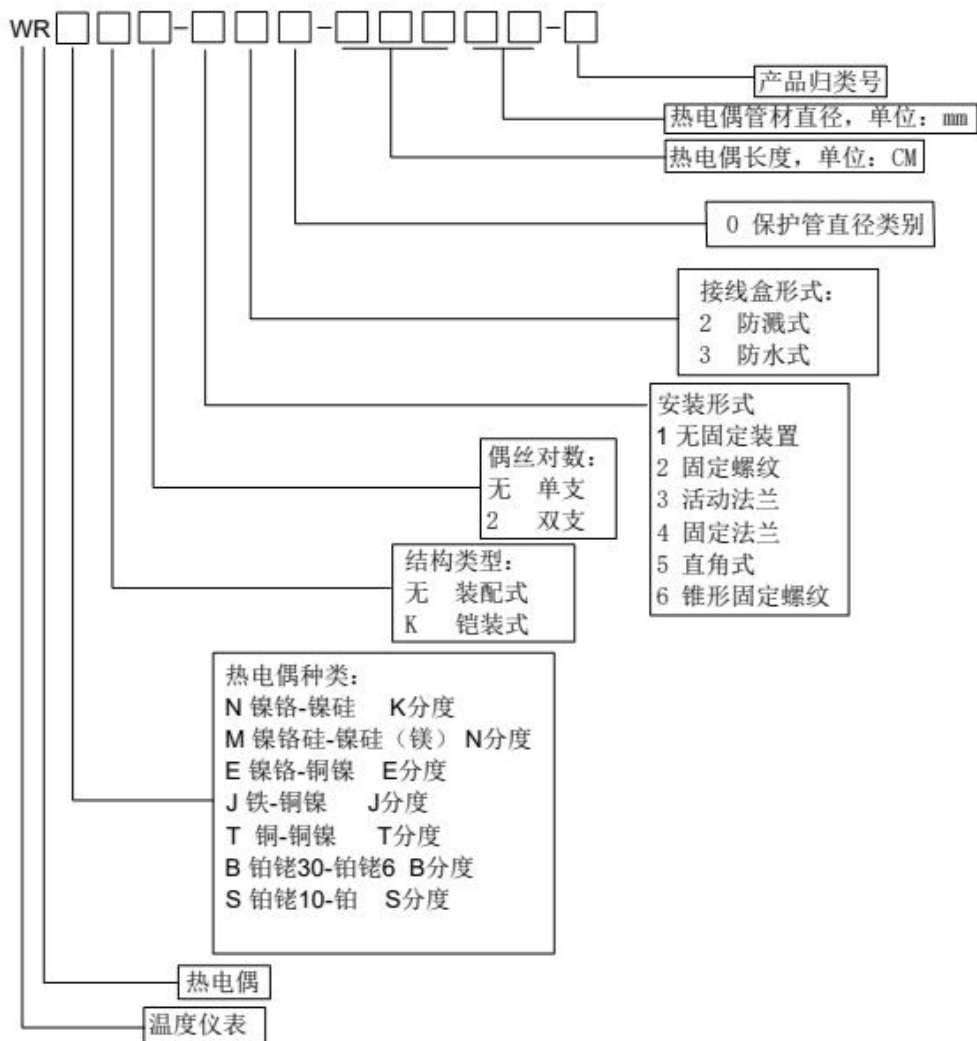 WR□□□-□□□-□□□□□-□
产品归类号
热电偶管材直径，单位：mm
热电偶长度，单位：CM
0 保护管直径类别
接线盒形式：
2 防溅式
3 防水式
安装形式
1 无固定装置
2 固定螺纹
3 活动法兰
4 固定法兰
5 直角式
6 锥形固定螺纹
偶丝对数：
无 单支
2 双支
结构类型：
无 装配式
K 铠装式
热电偶种类：
N 镍铬-镍硅 K分度
M 镍铬硅-镍硅（镁） N分度
E 镍铬-铜镍 E分度
J 铁-铜镍 J分度
T 铜-铜镍 T分度
B 铂铑30-铂铑6 B分度
S 铂铑10-铂 S分度
热电偶
温度仪表